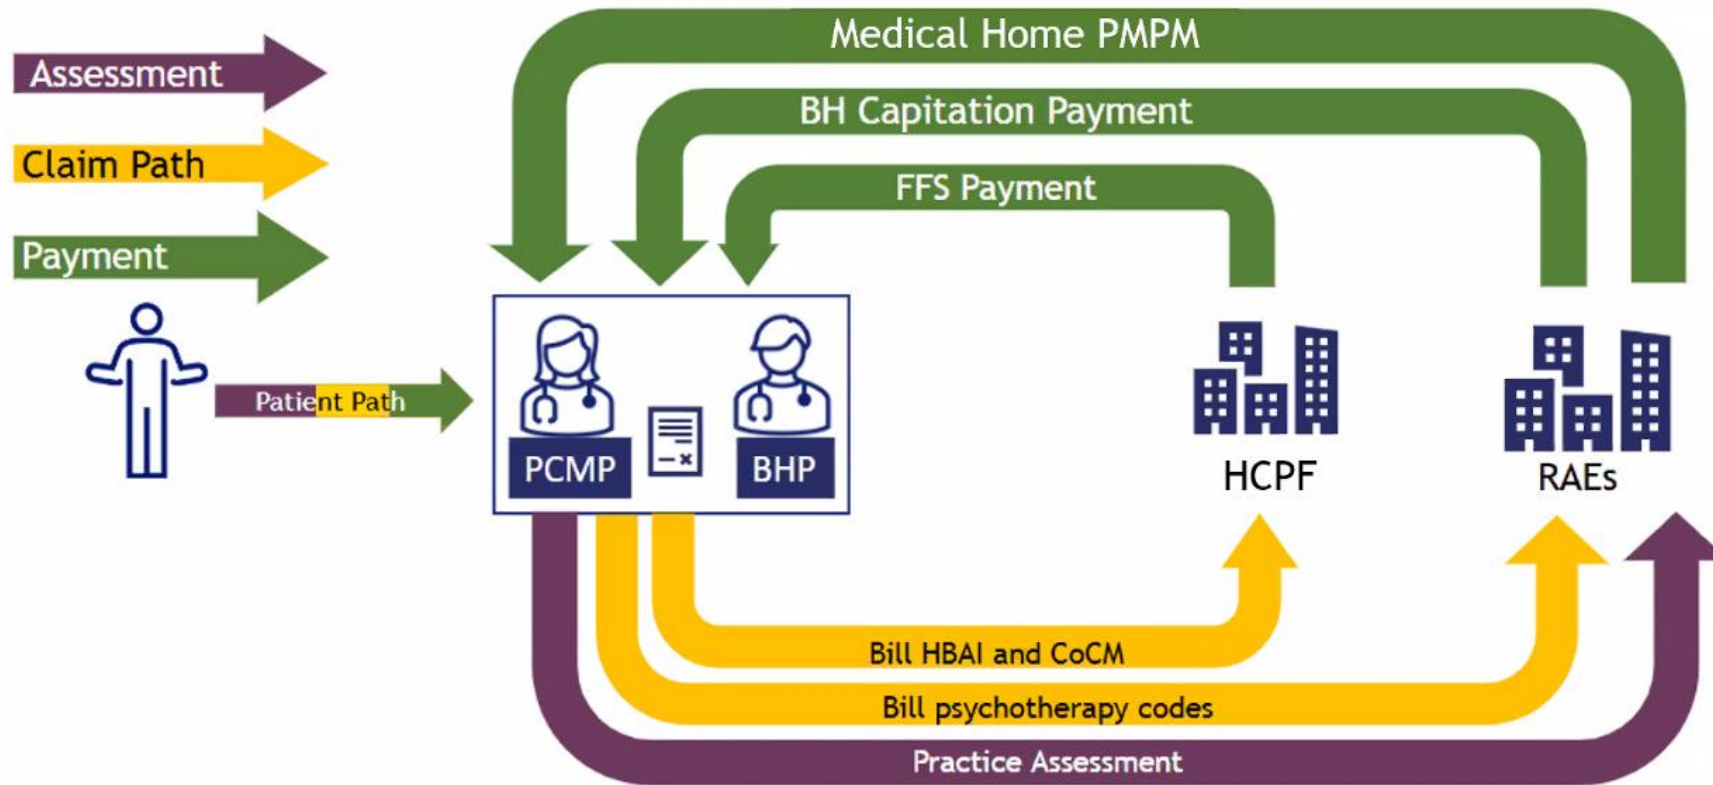 Medical Home PMPM
Assessment
BH Capitation Payment
Claim Path
FFS Payment
Payment
Patient Path
PCMP
BHP
HCPF
RAEs
Bill HBAI and CoCM
Bill psychotherapy codes
Practice Assessment